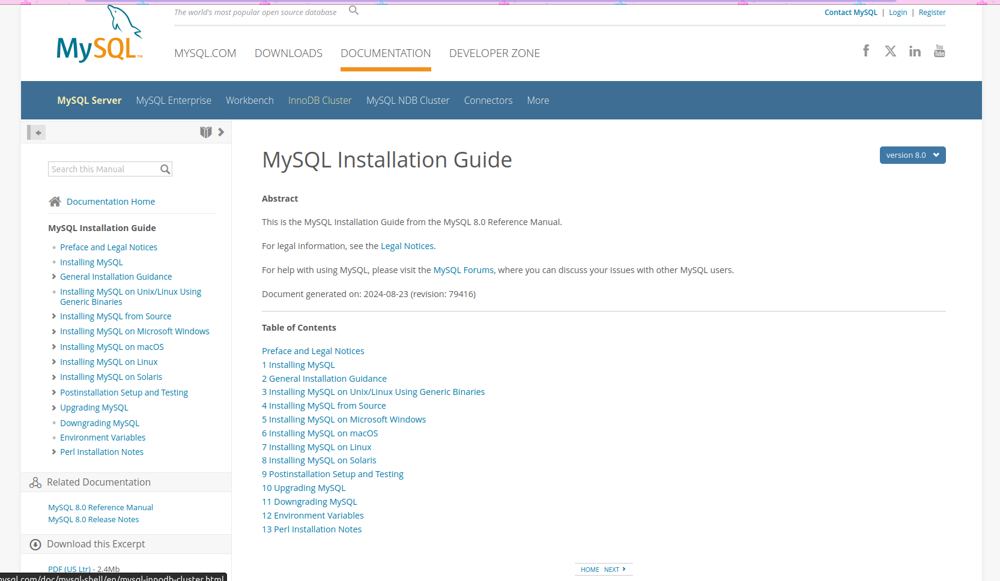 The world's most popular open source database
Contact MySQL | Login | Register
MySQL™
MYSQL.COM DOWNLOADS DOCUMENTATION DEVELOPER ZONE
You Tube
MySQL Server MySQL Enterprise Workbench InnoDB Cluster MySQL NDB Cluster Connectors More
Search this Manual
Documentation Home
MySQL Installation Guide
Preface and Legal Notices
Installing MySQL
General Installation Guidance
Installing MySQL on Unix/Linux Using
Generic Binaries
Installing MySQL from Source
Installing MySQL on Microsoft Windows
Installing MySQL on macOS
Installing MySQL on Linux
Installing MySQL on Solaris
Postinstallation Setup and Testing
Upgrading MySQL
Downgrading MySQL
Environment Variables
Perl Installation Notes
Related Documentation
MySQL 8.0 Reference Manual
MySQL 8.0 Release Notes
Download this Excerpt
PDF (US Ltr) - 2.4Mb
mysql.com/doc/mysql-shell/en/mysql-innodb-cluster.html
MySQL Installation Guide
version 8.0
Abstract
This is the MySQL Installation Guide from the MySQL 8.0 Reference Manual.
For legal information, see the Legal Notices.
For help with using MySQL, please visit the MySQL Forums, where you can discuss your issues with other MySQL users.
Document generated on: 2024-08-23 (revision: 79416)
Table of Contents
Preface and Legal Notices
1 Installing MySQL
2 General Installation Guidance
3 Installing MySQL on Unix/Linux Using Generic Binaries
4 Installing MySQL from Source
5 Installing MySQL on Microsoft Windows
6 Installing MySQL on macOS
7 Installing MySQL on Linux
8 Installing MySQL on Solaris
9 Postinstallation Setup and Testing
10 Upgrading MySQL
11 Downgrading MySQL
12 Environment Variables
13 Perl Installation Notes
HOME NEXT